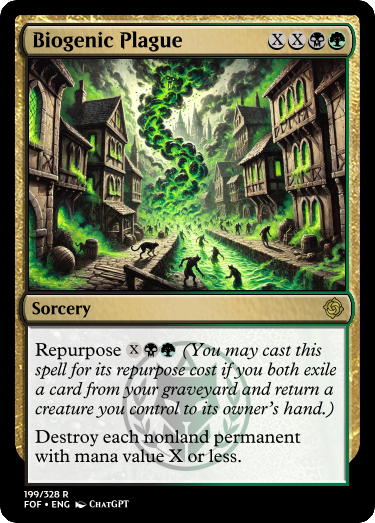 Biogenic Plague X X
Sorcery
Repurpose X (You may cast this
spell for its repurpose cost if you both exile
a card from your graveyard and return a
creature you control to its owner's hand.)
Destroy each nonland permanent
with mana value X or less.
199/328 R
FOF • ENG ChatGPT